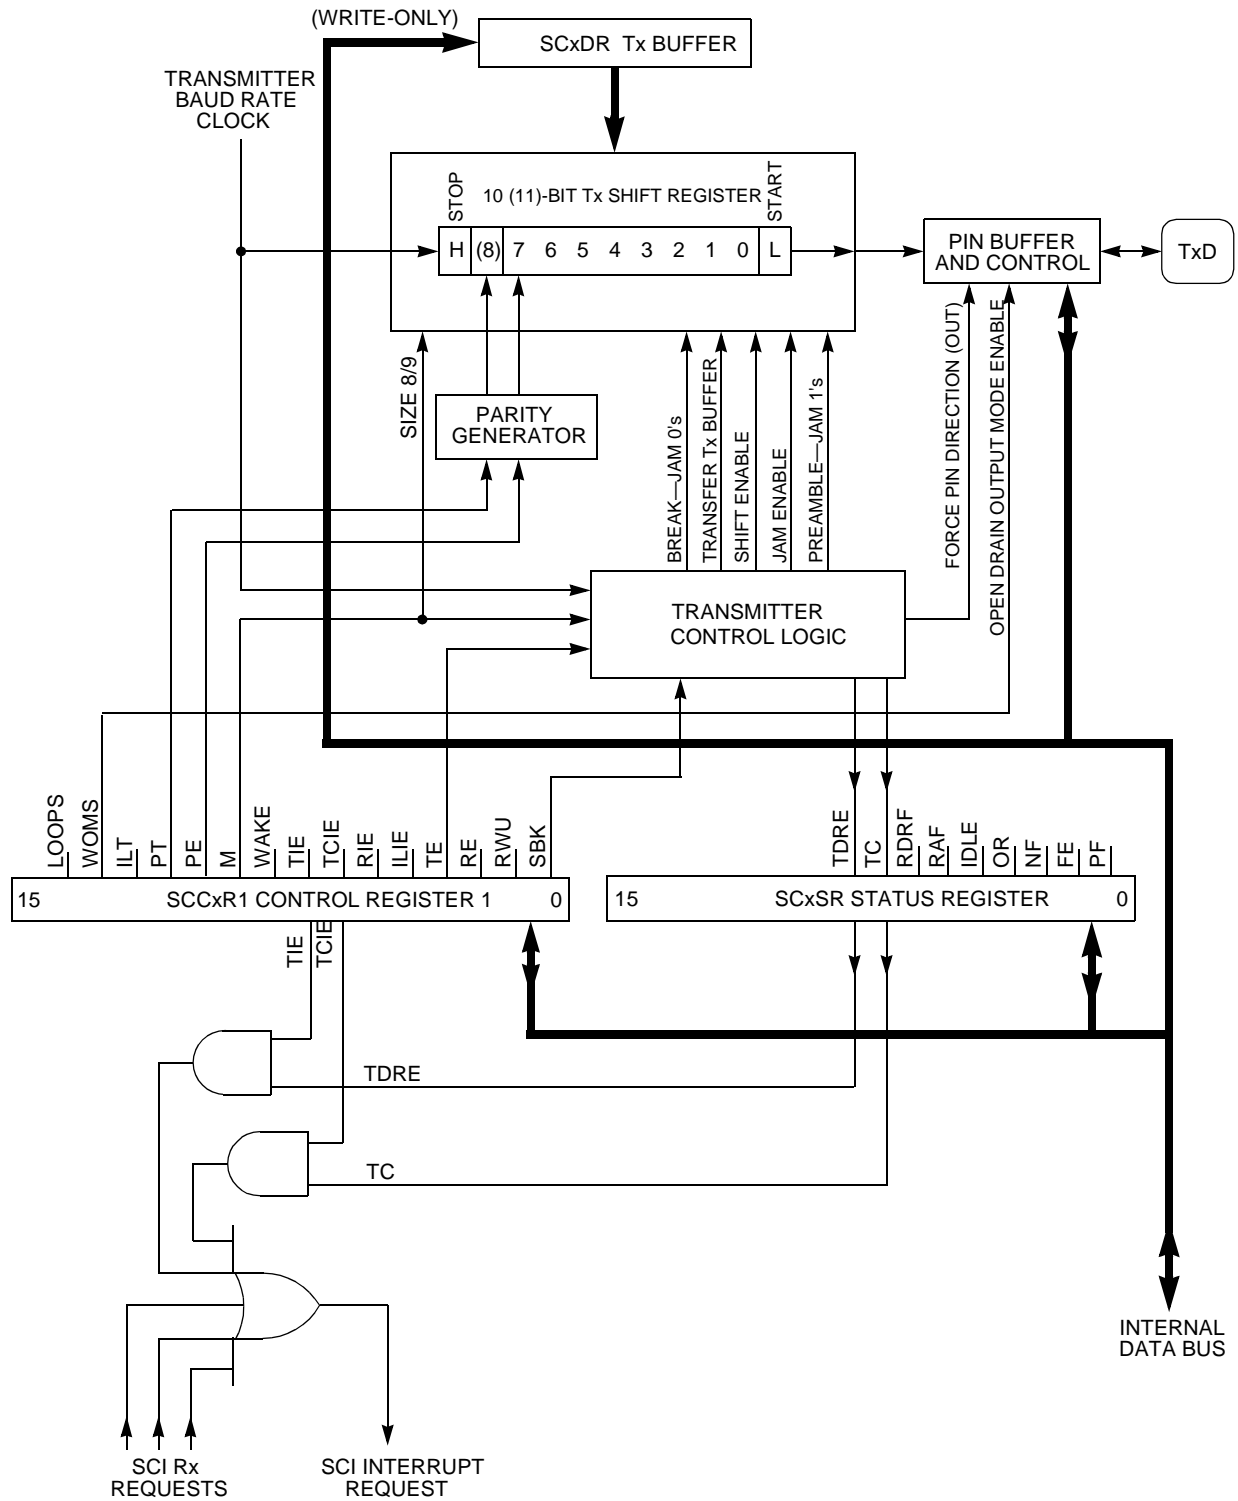 (WRITE-ONLY)
SCxDR Tx BUFFER
TRANSMITTER
BAUD RATE
CLOCK
STOP
10 (11)-BIT Tx SHIFT REGISTER
START
H (8) 7 6 5 4 3 2 1 0 L
PIN BUFFER
AND CONTROL
TxD
SIZE 8/9
PARITY
GENERATOR
BREAK—JAM 0's
TRANSFER Tx BUFFER
SHIFT ENABLE
JAM ENABLE
PREAMBLE—JAM 1's
FORCE PIN DIRECTION (OUT)
OPEN DRAIN OUTPUT MODE ENABLE
TRANSMITTER
CONTROL LOGIC
LOOPS
WOMS
ILT
PT
PE
M
WAKE
TIE
TCIE
RIE
ILIE
TE
RE
RWU
SBK
TDRE
TC
RDRF
RAF
IDLE
OR
NF
FE
PF
15 SCCxR1 CONTROL REGISTER 1 0
15 SCxSR STATUS REGISTER 0
TIE
TCIE
TDRE
TC
INTERNAL
DATA BUS
SCI Rx
REQUESTS
SCI INTERRUPT
REQUEST